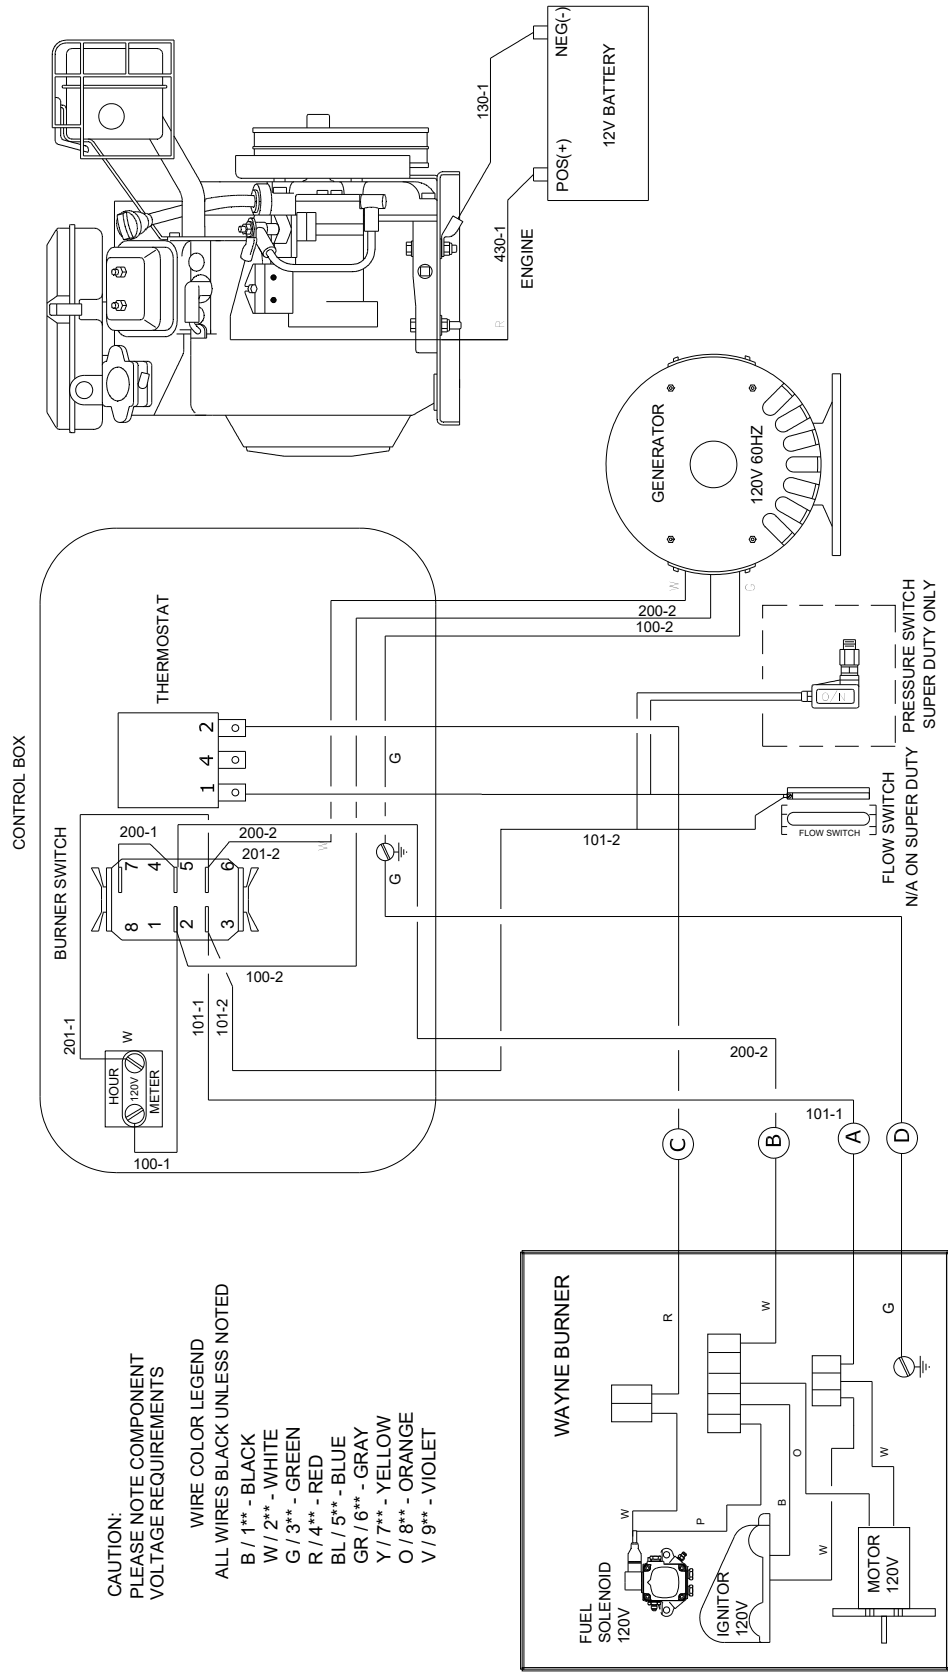 CAUTION:
PLEASE NOTE COMPONENT
VOLTAGE REQUIREMENTS
WIRE COLOR LEGEND
ALL WIRES BLACK UNLESS NOTED
B / 1** - BLACK
W / 2** - WHITE
G / 3** - GREEN
R / 4** - RED
BL / 5** - BLUE
GR / 6** - GRAY
Y / 7** - YELLOW
O / 8** - ORANGE
V / 9** - VIOLET
CONTROL BOX
BURNER SWITCH
THERMOSTAT
HOUR
120V
METER
W
201-1
100-1
8
1
2
3
7
4
5
6
200-1
200-2
201-2
100-2
101-1
101-2
1
4
2
W
G
G
200-2
100-2
W
G
GENERATOR
120V 60HZ
ENGINE
R
430-1
130-1
POS(+)
NEG(-)
12V BATTERY
101-2
FLOW SWITCH
FLOW SWITCH
N/A ON SUPER DUTY
O/N
PRESSURE SWITCH
SUPER DUTY ONLY
200-2
101-1
C
B
A
D
WAYNE BURNER
R
W
G
FUEL
SOLENOID
120V
W
P
O
B
W
W
IGNITOR
120V
MOTOR
120V